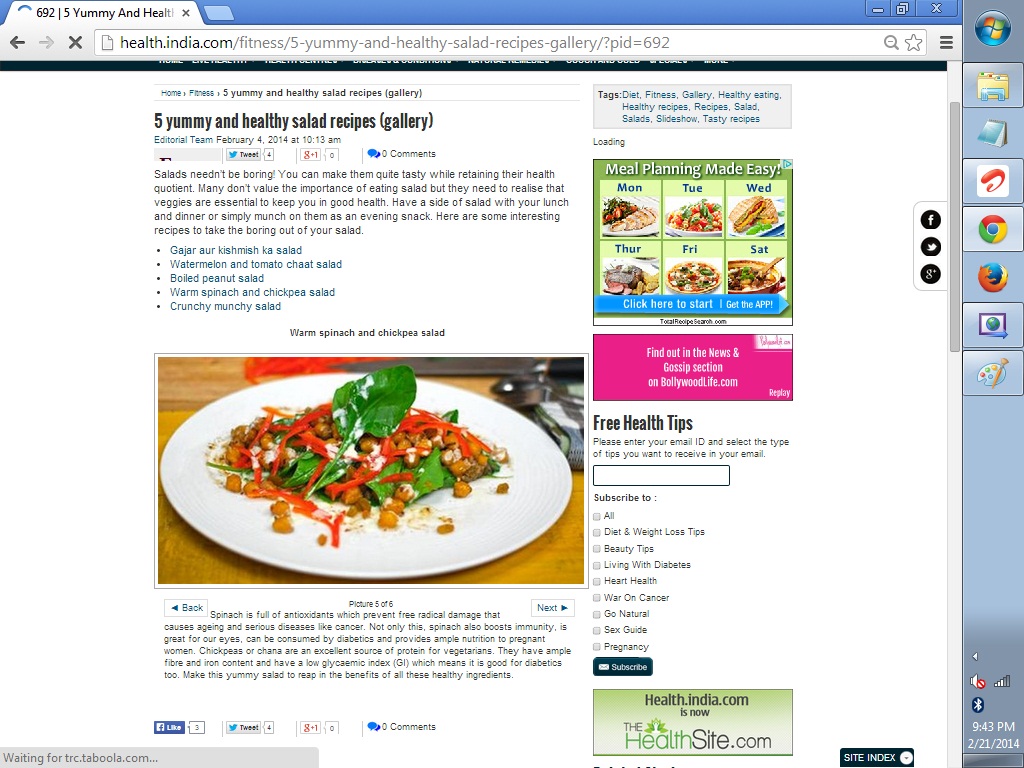 692 | 5 Yummy And Healt
health.india.com/fitness/5-yummy-and-healthy-salad-recipes-gallery/?pid=692
Home › Fitness › 5 yummy and healthy salad recipes (gallery)
5 yummy and healthy salad recipes (gallery)
Editorial Team February 4, 2014 at 10:13 am
Tweet 4 g+1 0 0 Comments
Salads needn't be boring! You can make them quite tasty while retaining their health
quotient. Many don't value the importance of eating salad but they need to realise that
veggies are essential to keep you in good health. Have a side of salad with your lunch
and dinner or simply munch on them as an evening snack. Here are some interesting
recipes to take the boring out of your salad.
• Gajar aur kishmish ka salad
• Watermelon and tomato chaat salad
• Boiled peanut salad
• Warm spinach and chickpea salad
• Crunchy munchy salad
Warm spinach and chickpea salad
◄ Back
Picture 5 of 6
Next ►
Spinach is full of antioxidants which prevent free radical damage that
causes ageing and serious diseases like cancer. Not only this, spinach also boosts immunity, is
great for our eyes, can be consumed by diabetics and provides ample nutrition to pregnant
women. Chickpeas or chana are an excellent source of protein for vegetarians. They have ample
fibre and iron content and have a low glycaemic index (GI) which means it is good for diabetics
too. Make this yummy salad to reap in the benefits of all these healthy ingredients.
Like 3 Tweet 4 g+1 0 0 Comments
Tags:Diet, Fitness, Gallery, Healthy eating,
Healthy recipes, Recipes, Salad,
Salads, Slideshow, Tasty recipes
Loading
Meal Planning Made Easy!
Mon Tue Wed
Thur Fri Sat
Click here to start | Get the APP!
TotalRecipeSearch.com
Find out in the News &
Gossip section
on BollywoodLife.com
Replay
Free Health Tips
Please enter your email ID and select the type
of tips you want to receive in your email.
Subscribe to :
All
Diet & Weight Loss Tips
Beauty Tips
Living With Diabetes
Heart Health
War On Cancer
Go Natural
Sex Guide
Pregnancy
Subscribe
Health.india.com
is now
THE
HealthSite.com
SITE INDEX
Waiting for trc.taboola.com...
9:43 PM
2/21/2014